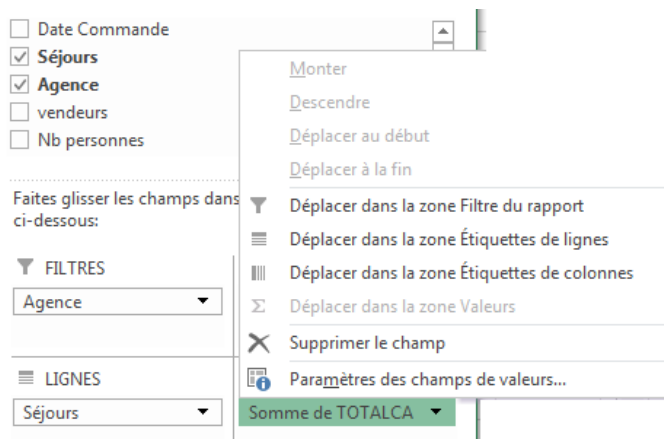 Date Commande
Séjours
Agence
vendeurs
Nb personnes
Faites glisser les champs dans
ci-dessous:
FILTRES
Agence
LIGNES
Séjours
Monter
Descendre
Déplacer au début
Déplacer à la fin
Déplacer dans la zone Filtre du rapport
Déplacer dans la zone Étiquettes de lignes
Déplacer dans la zone Étiquettes de colonnes
Σ Déplacer dans la zone Valeurs
Supprimer le champ
Paramètres des champs de valeurs...
Somme de TOTALCA